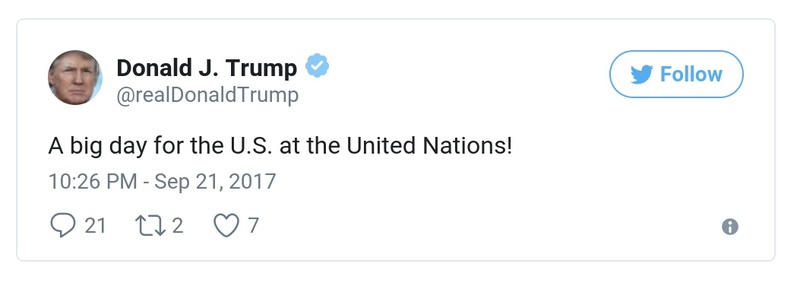 Donald J. Trump
@realDonaldTrump
Follow
A big day for the U.S. at the United Nations!
10:26 PM - Sep 21, 2017
21 2 7